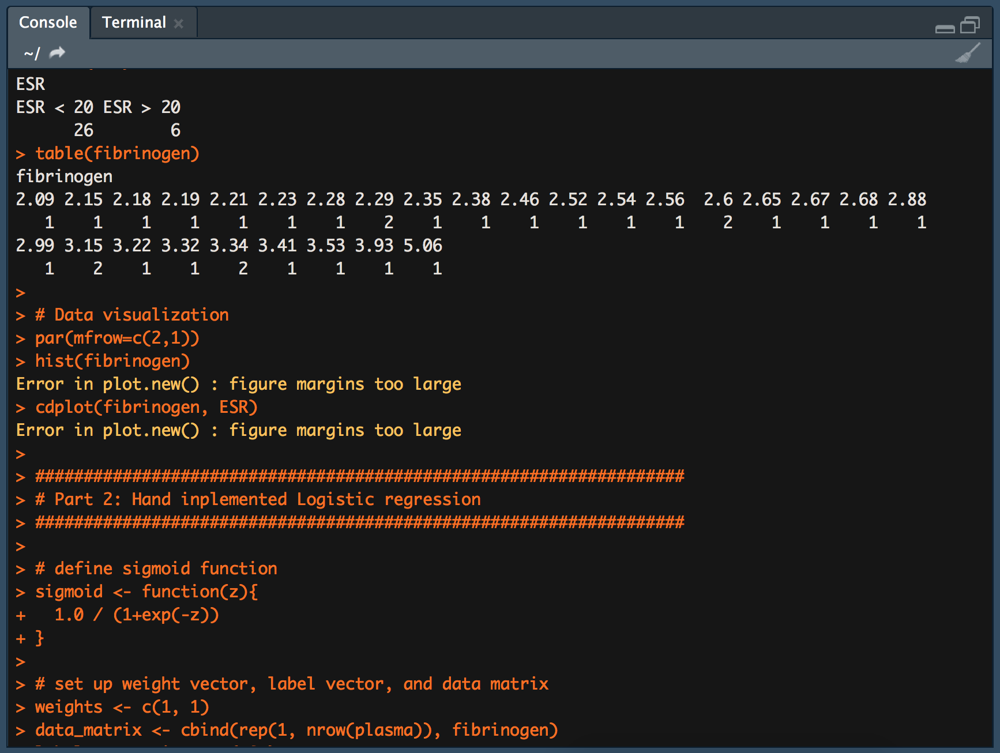 Console Terminal ×
~/
ESR
ESR < 20 ESR > 20
      26        6
> table(fibrinogen)
fibrinogen
2.09 2.15 2.18 2.19 2.21 2.23 2.28 2.29 2.35 2.38 2.46 2.52 2.54 2.56  2.6 2.65 2.67 2.68 2.88
   1    1    1    1    1    1    1    2    1    1    1    1    1    1    2    1    1    1    1
2.99 3.15 3.22 3.32 3.34 3.41 3.53 3.93 5.06
   1    2    1    1    2    1    1    1    1
>
> # Data visualization
> par(mfrow=c(2,1))
> hist(fibrinogen)
Error in plot.new() : figure margins too large
> cdplot(fibrinogen, ESR)
Error in plot.new() : figure margins too large
>
> ###################################################################
> # Part 2: Hand inplemented Logistic regression
> ###################################################################
>
> # define sigmoid function
> sigmoid <- function(z){
+   1.0 / (1+exp(-z))
+ }
>
> # set up weight vector, label vector, and data matrix
> weights <- c(1, 1)
> data_matrix <- cbind(rep(1, nrow(plasma)), fibrinogen)